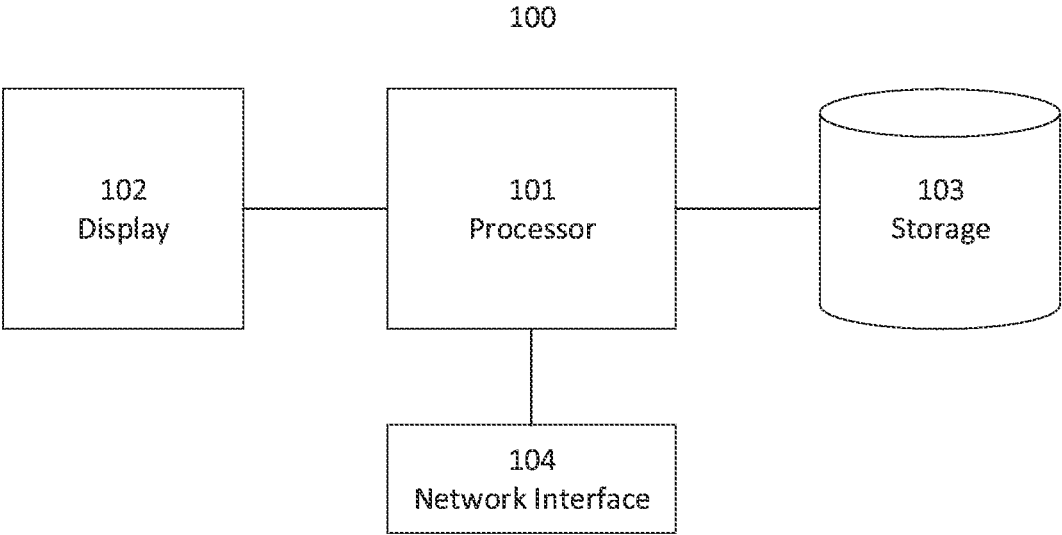 100
102
Display
101
Processor
103
Storage
104
Network Interface